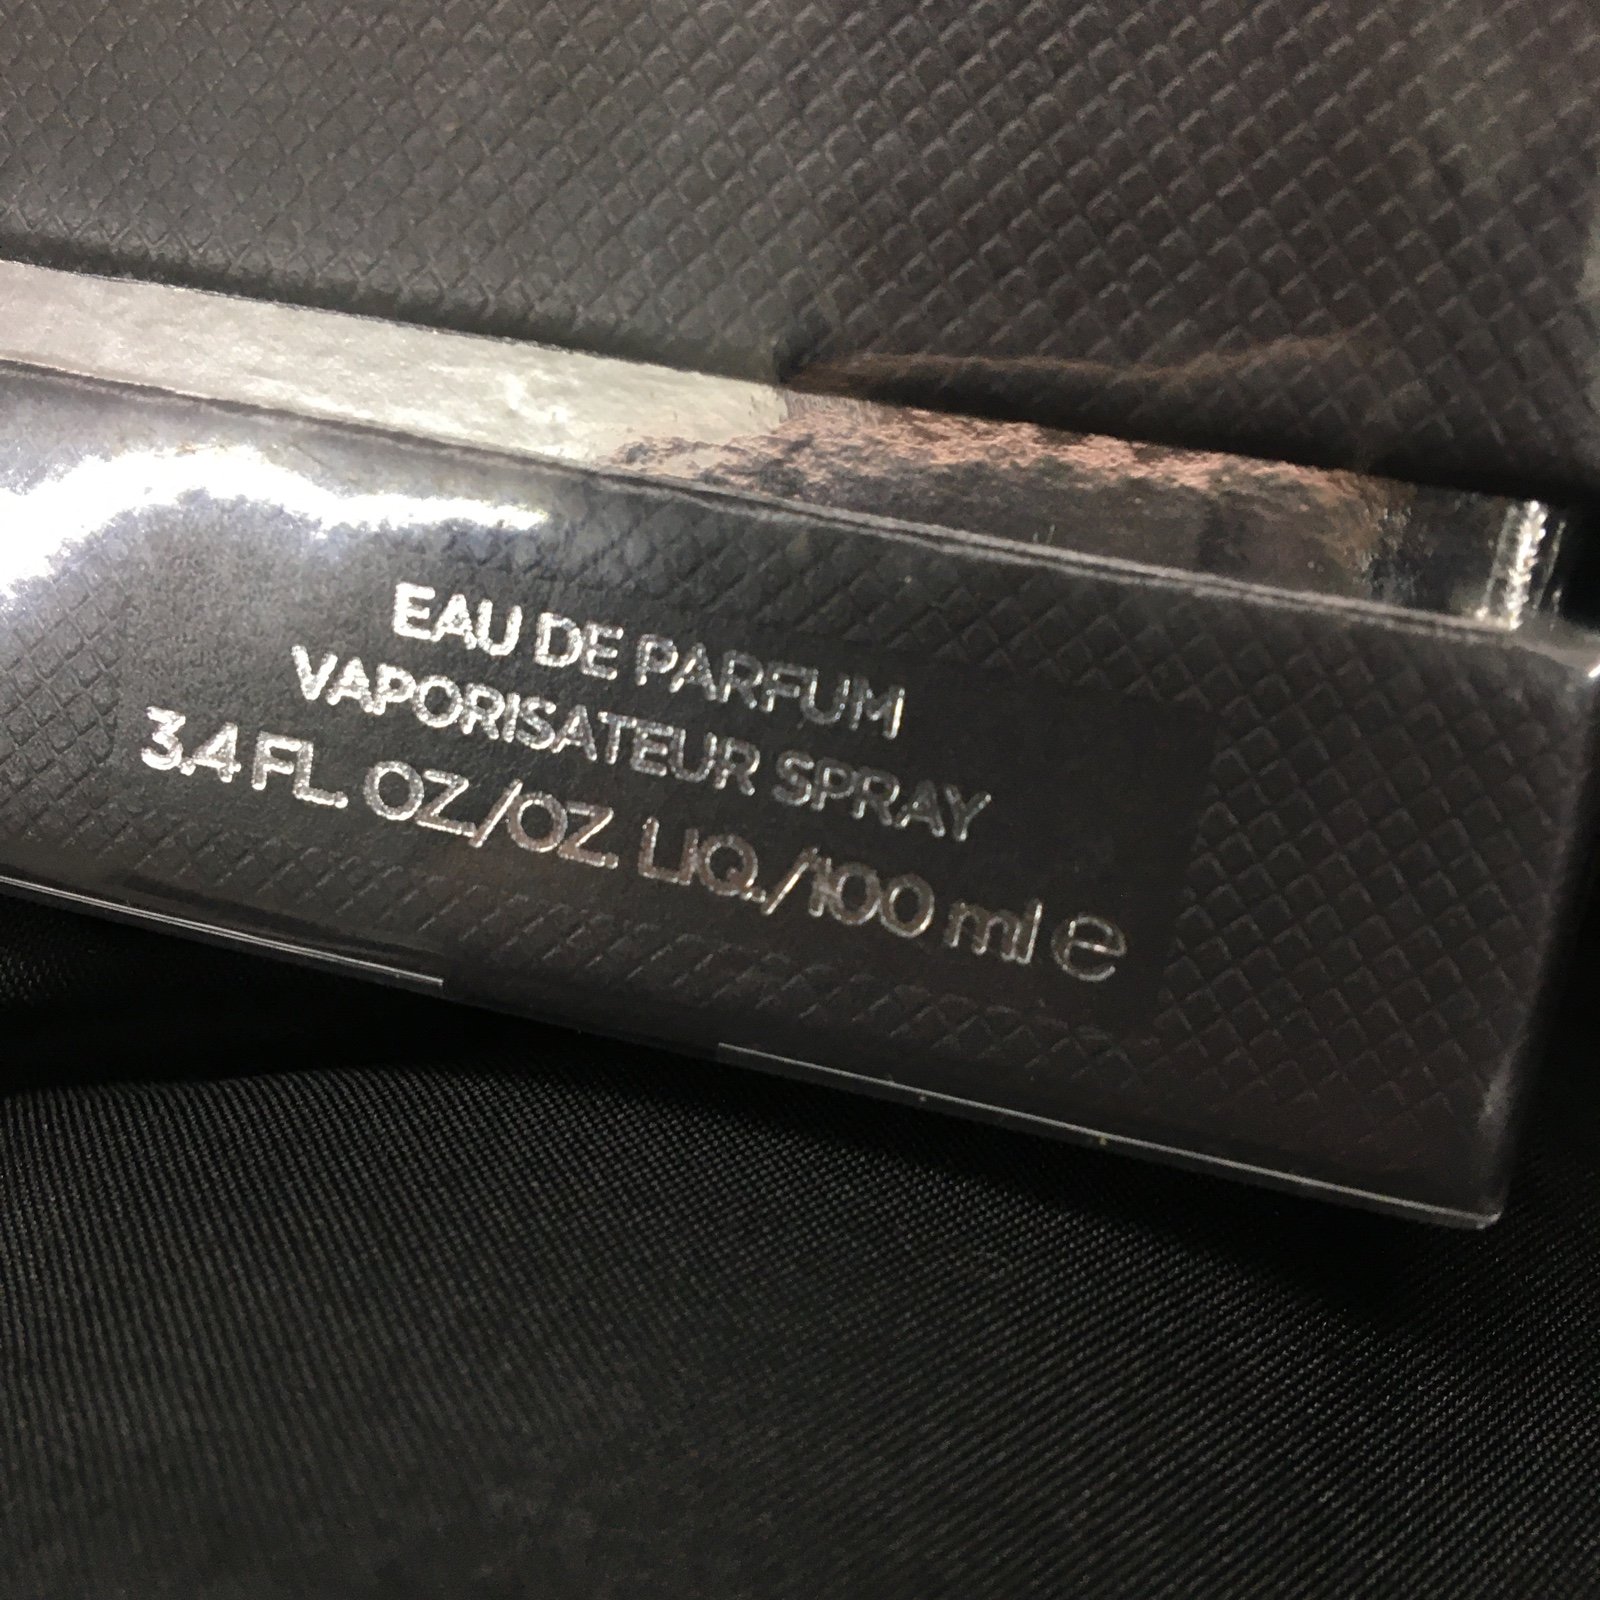 EAU DE PARFUM
VAPORISATEUR SPRAY
3.4 FL. OZ./OZ. LIQ./100 ml e